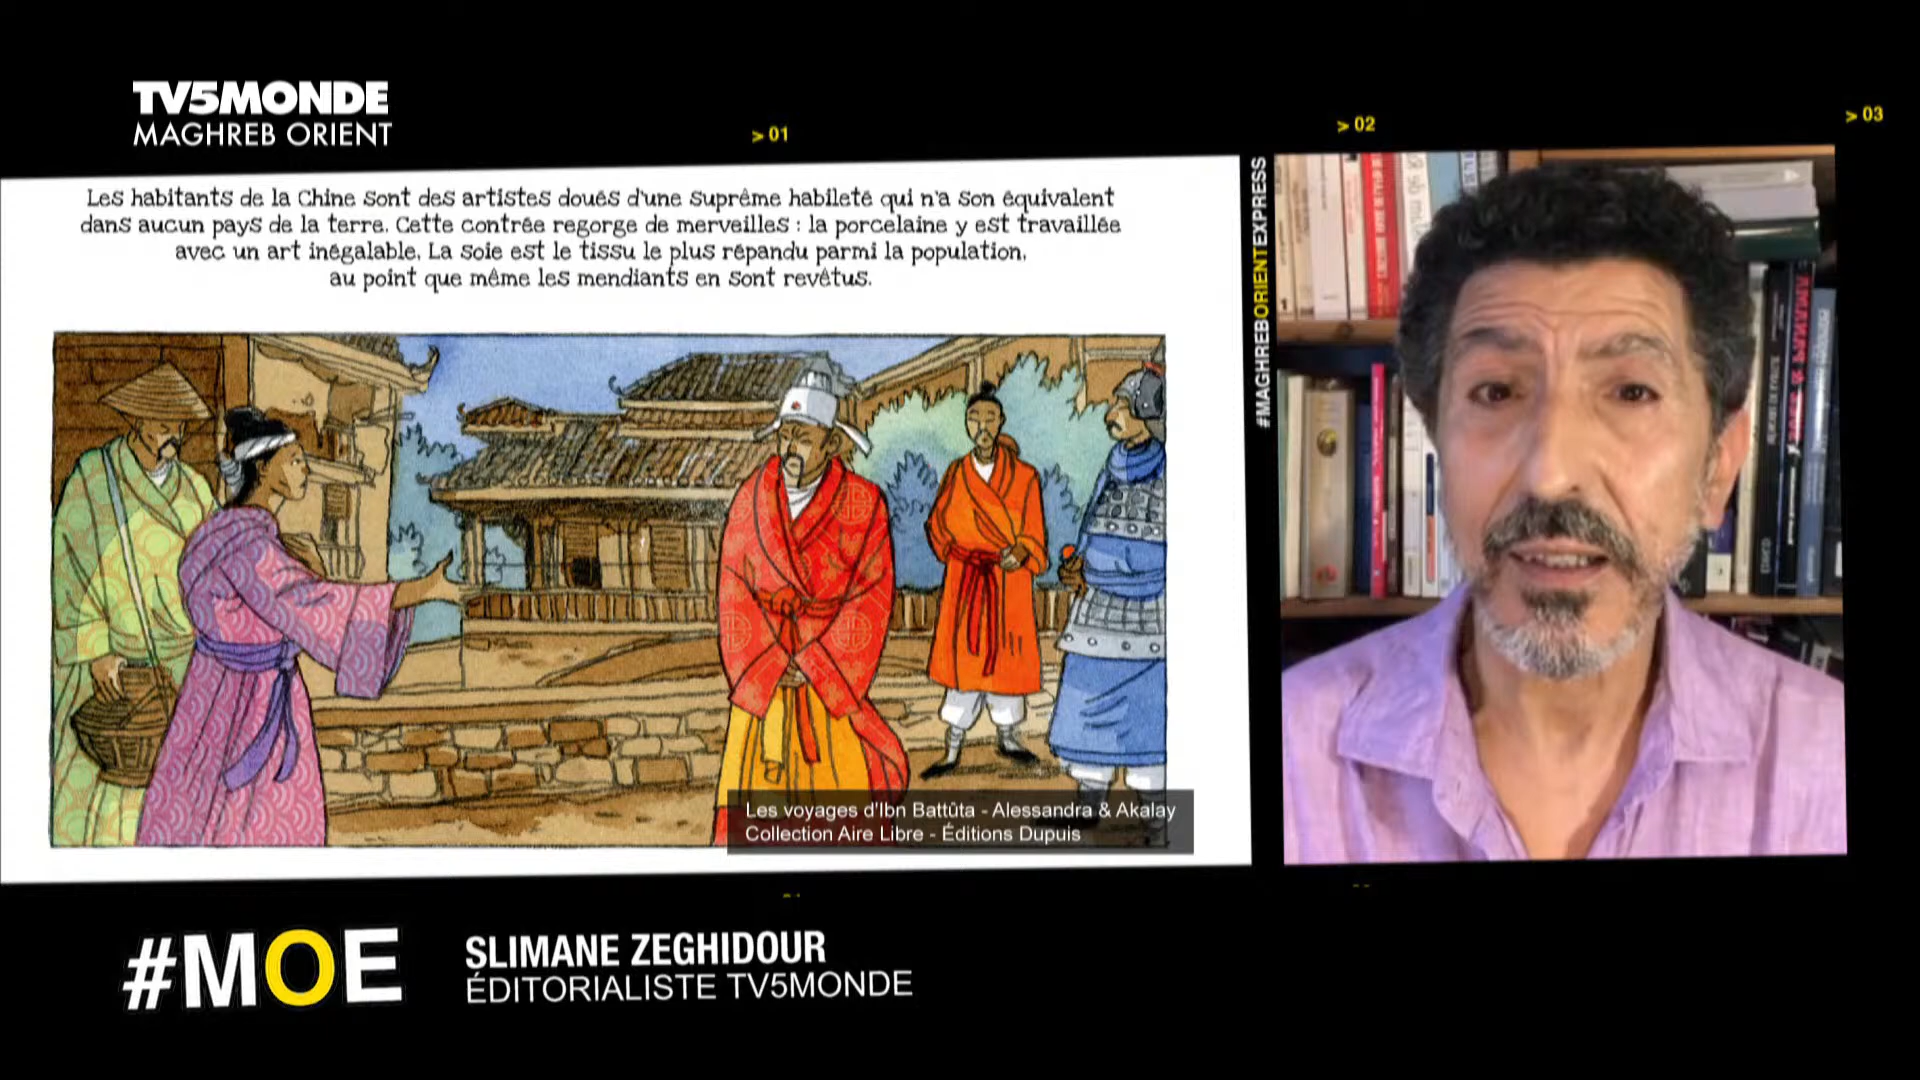 TV5MONDE
MAGHREB ORIENT
> 01
> 02
> 03
Les habitants de la Chine sont des artistes doués d'une suprême habileté qui n'a son équivalent
dans aucun pays de la terre. Cette contrée regorge de merveilles : la porcelaine y est travaillée
avec un art inégalable. La soie est le tissu le plus répandu parmi la population,
au point que même les mendiants en sont revêtus.
#MAGHREBORIENTEXPRESS
Les voyages d'Ibn Battûta - Alessandra & Akalay
Collection Aire Libre - Éditions Dupuis
#MOE
SLIMANE ZEGHIDOUR
ÉDITORIALISTE TV5MONDE